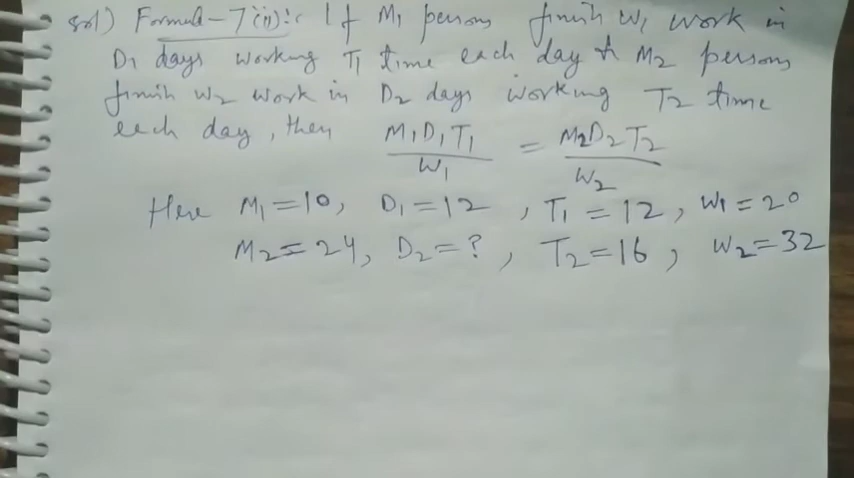 Sol) Formula-7(ii):- If M₁ persons finish W₁ work in
D₁ days working T₁ time each day & M₂ persons
finish W₂ work in D₂ days working T₂ time
each day, then M₁D₁T₁/W₁ = M₂D₂T₂/W₂
Here M₁=10, D₁=12, T₁=12, W₁=20
M₂=24, D₂=?, T₂=16, W₂=32